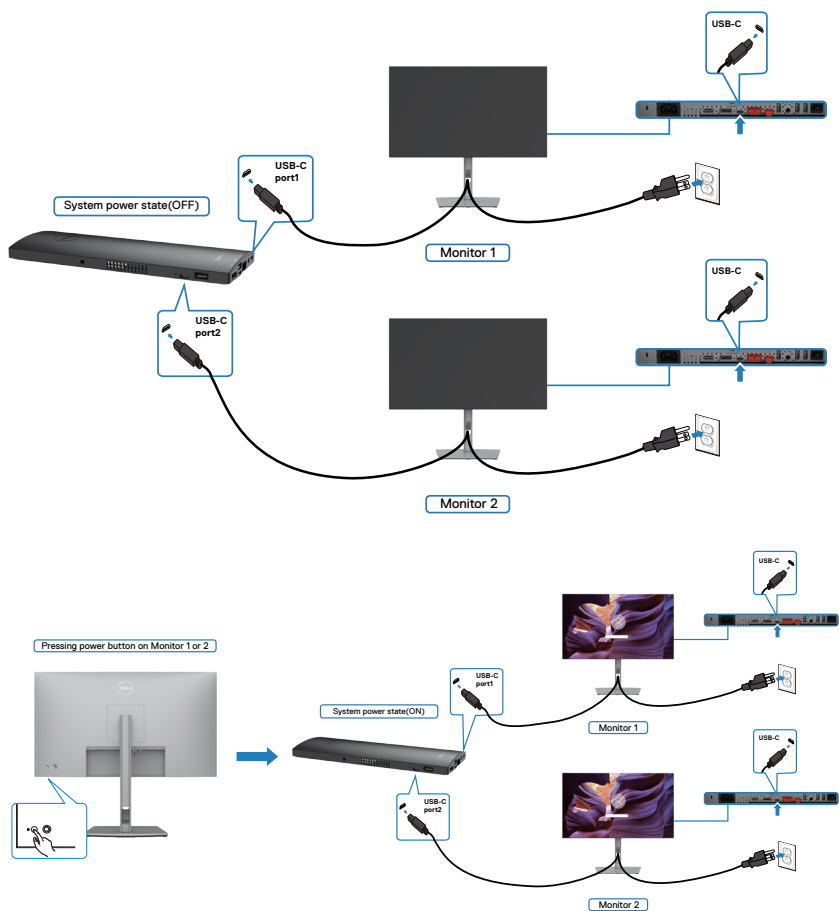 USB-C
USB-C
port1
System power state(OFF)
Monitor 1
USB-C
USB-C
port2
Monitor 2
USB-C
Pressing power button on Monitor 1 or 2
USB-C
port1
System power state(ON)
Monitor 1
USB-C
USB-C
port2
Monitor 2
DELL